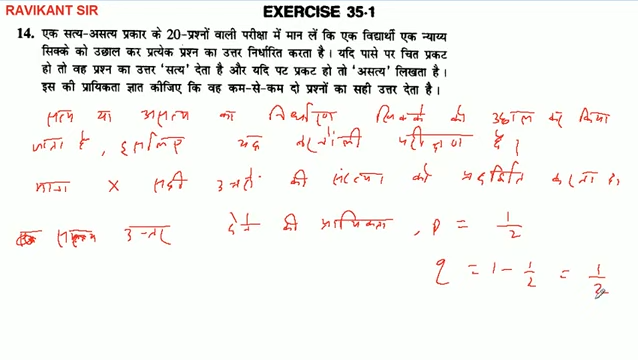 RAVIKANT SIR
EXERCISE 35·1
14. एक सत्य-असत्य प्रकार के 20-प्रश्नों वाली परीक्षा में मान लें कि एक विद्यार्थी एक न्याय्य
सिक्के को उछाल कर प्रत्येक प्रश्न का उत्तर निर्धारित करता है। यदि पासे पर चित प्रकट
हो तो वह प्रश्न का उत्तर 'सत्य' देता है और यदि पट प्रकट हो तो 'असत्य' लिखता है।
इस की प्रायिकता ज्ञात कीजिए कि वह कम-से-कम दो प्रश्नों का सही उत्तर देता है।
सत्य या असत्य का निर्धारण सिक्के को उछाल कर किया
जाता है, इसलिए यह बरनौली परीक्षण है।
माना X सही उत्तरों की संख्या को प्रदर्शित करता है,
उत्तर देने की प्रायिकता, p = 1/2
q = 1 - 1/2 = 1/2